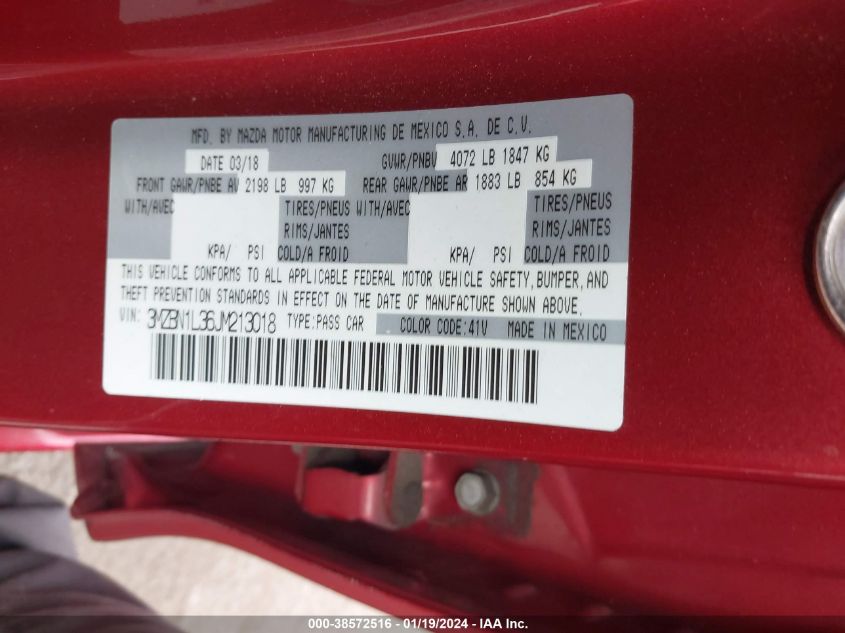 MFD. BY MAZDA MOTOR MANUFACTURING DE MEXICO S.A. DE C.V.
DATE 03/18 GVWR/PNBV 4072 LB 1847 KG
FRONT GAWR/PNBE AV 2198 LB 997 KG REAR GAWR/PNBE AR 1883 LB 854 KG
WITH/AVEC TIRES/PNEUS WITH/AVEC TIRES/PNEUS
RIMS/JANTES RIMS/JANTES
KPA/ PSI COLD/A FROID KPA/ PSI COLD/A FROID
THIS VEHICLE CONFORMS TO ALL APPLICABLE FEDERAL MOTOR VEHICLE SAFETY, BUMPER, AND
THEFT PREVENTION STANDARDS IN EFFECT ON THE DATE OF MANUFACTURE SHOWN ABOVE.
VIN: 3MZBN1L36JM213018 TYPE: PASS CAR COLOR CODE: 41V MADE IN MEXICO
000-38572516 - 01/19/2024 - IAA Inc.